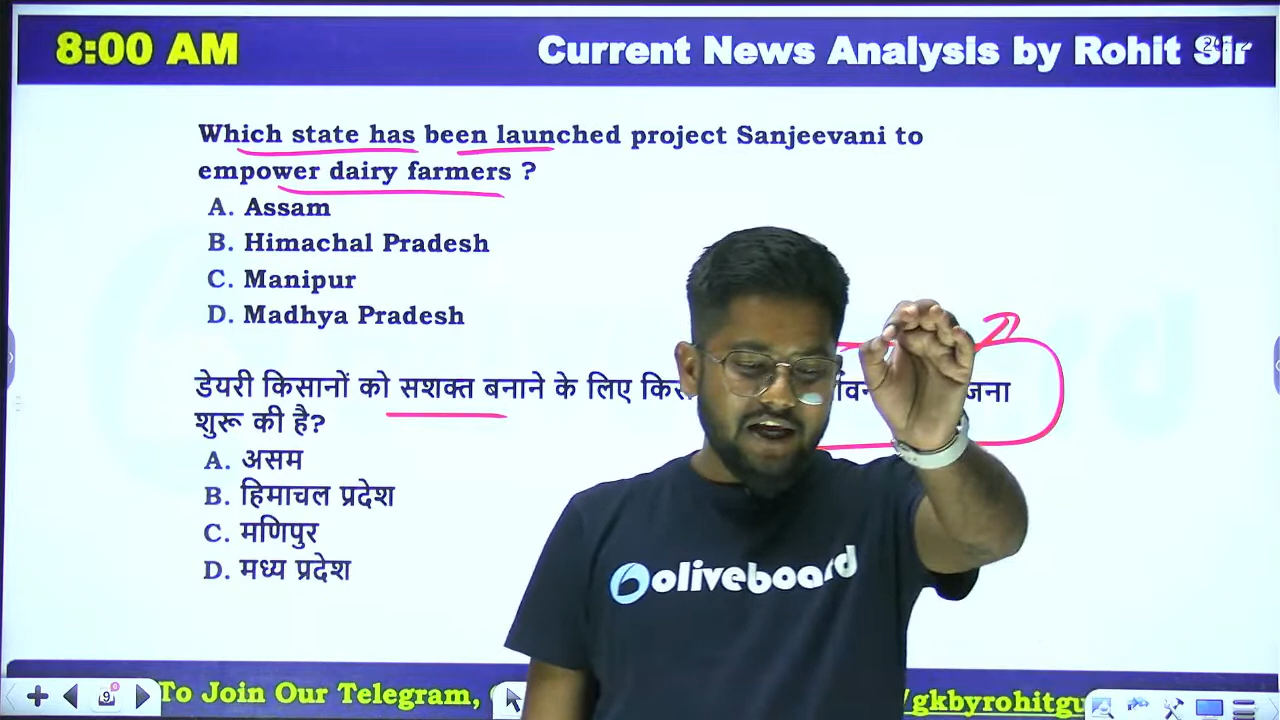 8:00 AM
Current News Analysis by Rohit Sir
Which state has been launched project Sanjeevani to
empower dairy farmers ?
A. Assam
B. Himachal Pradesh
C. Manipur
D. Madhya Pradesh
डेयरी किसानों को सशक्त बनाने के लिए
शुरू की है?
A. असम
B. हिमाचल प्रदेश
C. मणिपुर
D. मध्य प्रदेश
oliveboard
To Join Our Telegram,
/gkbyrohitgu
9